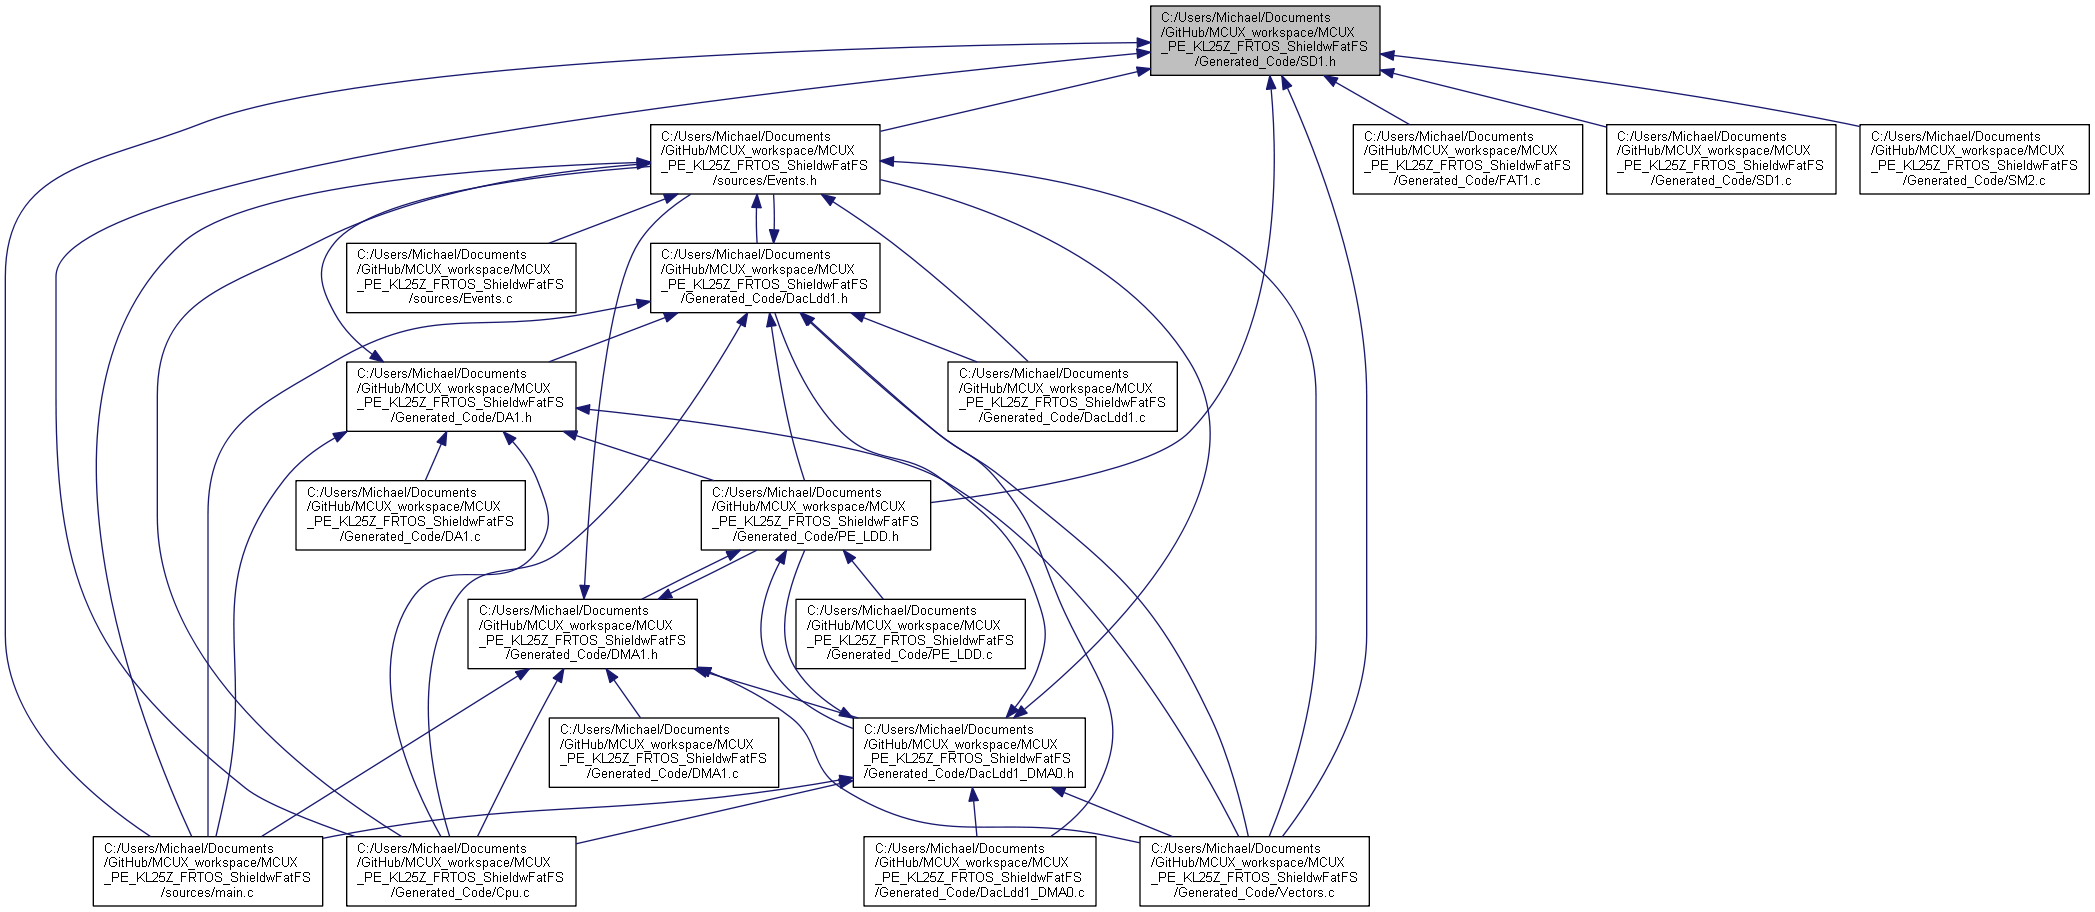 C:/Users/Michael/Documents
/GitHub/MCUX_workspace/MCUX
_PE_KL25Z_FRTOS_ShieldwFatFS
/Generated_Code/SD1.h
C:/Users/Michael/Documents
/GitHub/MCUX_workspace/MCUX
_PE_KL25Z_FRTOS_ShieldwFatFS
/sources/Events.h
C:/Users/Michael/Documents
/GitHub/MCUX_workspace/MCUX
_PE_KL25Z_FRTOS_ShieldwFatFS
/Generated_Code/FAT1.c
C:/Users/Michael/Documents
/GitHub/MCUX_workspace/MCUX
_PE_KL25Z_FRTOS_ShieldwFatFS
/Generated_Code/SD1.c
C:/Users/Michael/Documents
/GitHub/MCUX_workspace/MCUX
_PE_KL25Z_FRTOS_ShieldwFatFS
/Generated_Code/SM2.c
C:/Users/Michael/Documents
/GitHub/MCUX_workspace/MCUX
_PE_KL25Z_FRTOS_ShieldwFatFS
/sources/Events.c
C:/Users/Michael/Documents
/GitHub/MCUX_workspace/MCUX
_PE_KL25Z_FRTOS_ShieldwFatFS
/Generated_Code/DacLdd1.h
C:/Users/Michael/Documents
/GitHub/MCUX_workspace/MCUX
_PE_KL25Z_FRTOS_ShieldwFatFS
/Generated_Code/DA1.h
C:/Users/Michael/Documents
/GitHub/MCUX_workspace/MCUX
_PE_KL25Z_FRTOS_ShieldwFatFS
/Generated_Code/DacLdd1.c
C:/Users/Michael/Documents
/GitHub/MCUX_workspace/MCUX
_PE_KL25Z_FRTOS_ShieldwFatFS
/Generated_Code/DA1.c
C:/Users/Michael/Documents
/GitHub/MCUX_workspace/MCUX
_PE_KL25Z_FRTOS_ShieldwFatFS
/Generated_Code/PE_LDD.h
C:/Users/Michael/Documents
/GitHub/MCUX_workspace/MCUX
_PE_KL25Z_FRTOS_ShieldwFatFS
/Generated_Code/DMA1.h
C:/Users/Michael/Documents
/GitHub/MCUX_workspace/MCUX
_PE_KL25Z_FRTOS_ShieldwFatFS
/Generated_Code/PE_LDD.c
C:/Users/Michael/Documents
/GitHub/MCUX_workspace/MCUX
_PE_KL25Z_FRTOS_ShieldwFatFS
/Generated_Code/DMA1.c
C:/Users/Michael/Documents
/GitHub/MCUX_workspace/MCUX
_PE_KL25Z_FRTOS_ShieldwFatFS
/Generated_Code/DacLdd1_DMA0.h
C:/Users/Michael/Documents
/GitHub/MCUX_workspace/MCUX
_PE_KL25Z_FRTOS_ShieldwFatFS
/sources/main.c
C:/Users/Michael/Documents
/GitHub/MCUX_workspace/MCUX
_PE_KL25Z_FRTOS_ShieldwFatFS
/Generated_Code/Cpu.c
C:/Users/Michael/Documents
/GitHub/MCUX_workspace/MCUX
_PE_KL25Z_FRTOS_ShieldwFatFS
/Generated_Code/DacLdd1_DMA0.c
C:/Users/Michael/Documents
/GitHub/MCUX_workspace/MCUX
_PE_KL25Z_FRTOS_ShieldwFatFS
/Generated_Code/Vectors.c